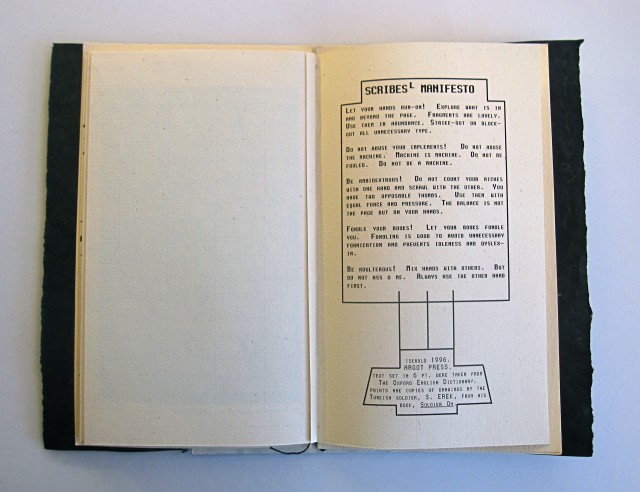 SCRIBES└ MANIFESTO
LET YOUR HANDS RUN-ON! EXPLORE WHAT IS IN
AND BEYOND THE PAGE. FRAGMENTS ARE LOVELY.
USE THEM IN ABUNDANCE. STRIKE-OUT OR BLOCK-
OUT ALL UNNECESSARY TYPE.
DO NOT ABUSE YOUR IMPLEMENTS! DO NOT ABUSE
THE MACHINE. MACHINE IS MACHINE. DO NOT BE
FOULED. DO NOT BE A MACHINE.
BE AMBIDEXTROUS! DO NOT COUNT YOUR RICHES
WITH ONE HAND AND SCRAWL WITH THE OTHER. YOU
HAVE TWO OPPOSABLE THUMBS. USE THEM WITH
EQUAL FORCE AND PRESSURE. THE BALANCE IS NOT
THE PAGE BUT ON YOUR HANDS.
FONDLE YOUR BOOKS! LET YOUR BOOKS FONDLE
YOU. FONDLING IS GOOD TO AVOID UNNECESSARY
FORNICATION AND PREVENTS IDLENESS AND DYSLEX-
IA.
BE ADULTEROUS! MIX HANDS WITH OTHERS. BUT
DO NOT ASS U RE. ALWAYS ASK THE OTHER HAND
FIRST.
1996.
ARGOT PRESS.
TEXT SET IN 6 PT. WERE TAKEN FROM
THE OXFORD ENGLISH DICTIONARY.
PRINTS ARE COPIES OF DRAWINGS BY THE
TURKISH SOLDIER, S. EREK, FROM HIS
BOOK, SOLDIER ON